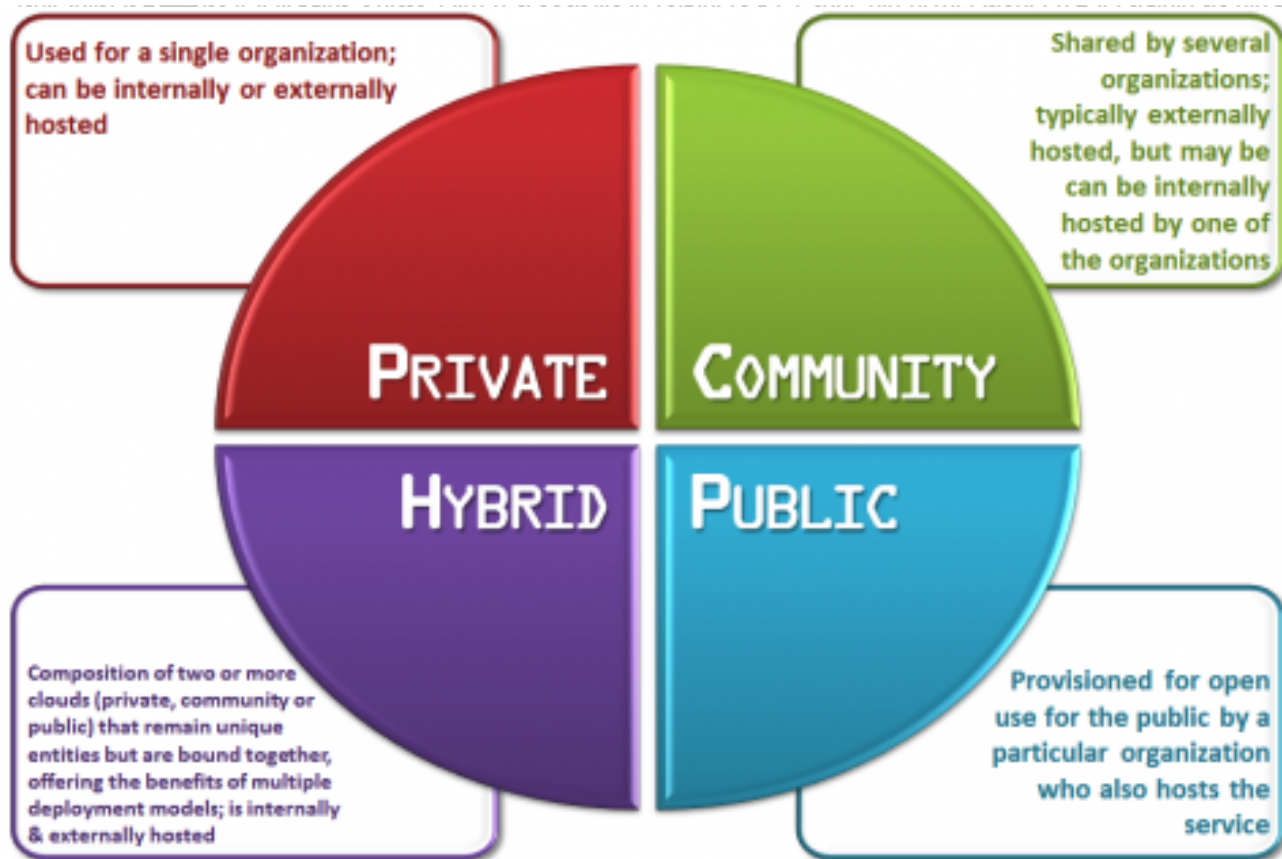 Used for a single organization;
can be internally or externally
hosted
Shared by several
organizations;
typically externally
hosted, but may be
can be internally
hosted by one of
the organizations
PRIVATE
COMMUNITY
HYBRID
PUBLIC
Composition of two or more
clouds (private, community or
public) that remain unique
entities but are bound together,
offering the benefits of multiple
deployment models; is internally
& externally hosted
Provisioned for open
use for the public by a
particular organization
who also hosts the
service